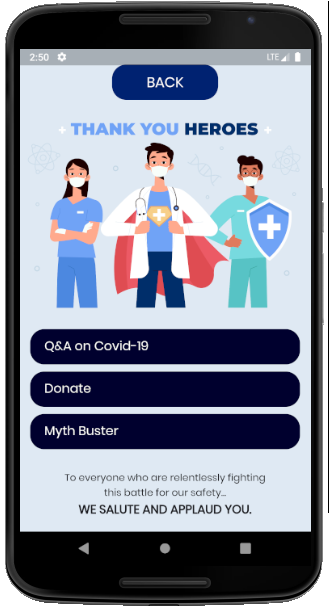 2:50 LTE
BACK
THANK YOU HEROES
Q&A on Covid-19
Donate
Myth Buster
To everyone who are relentlessly fighting
this battle for our safety...
WE SALUTE AND APPLAUD YOU.